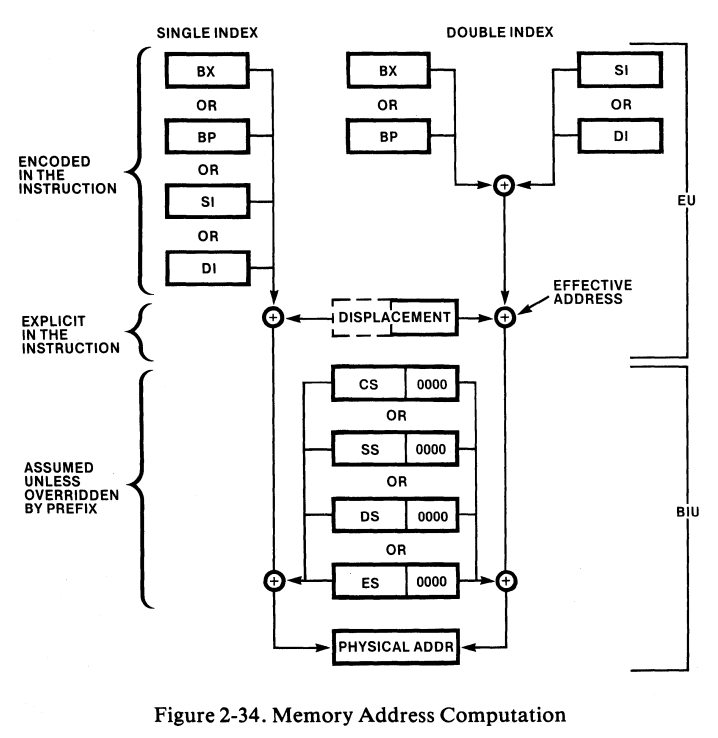 SINGLE INDEX
DOUBLE INDEX
BX
OR
BP
OR
SI
OR
DI
BX
OR
BP
SI
OR
DI
+
ENCODED
IN THE
INSTRUCTION
EU
EFFECTIVE
ADDRESS
+
DISPLACEMENT
+
EXPLICIT
IN THE
INSTRUCTION
CS 0000
OR
SS 0000
OR
DS 0000
OR
ES 0000
ASSUMED
UNLESS
OVERRIDDEN
BY PREFIX
BIU
+
+
PHYSICAL ADDR
Figure 2-34. Memory Address Computation